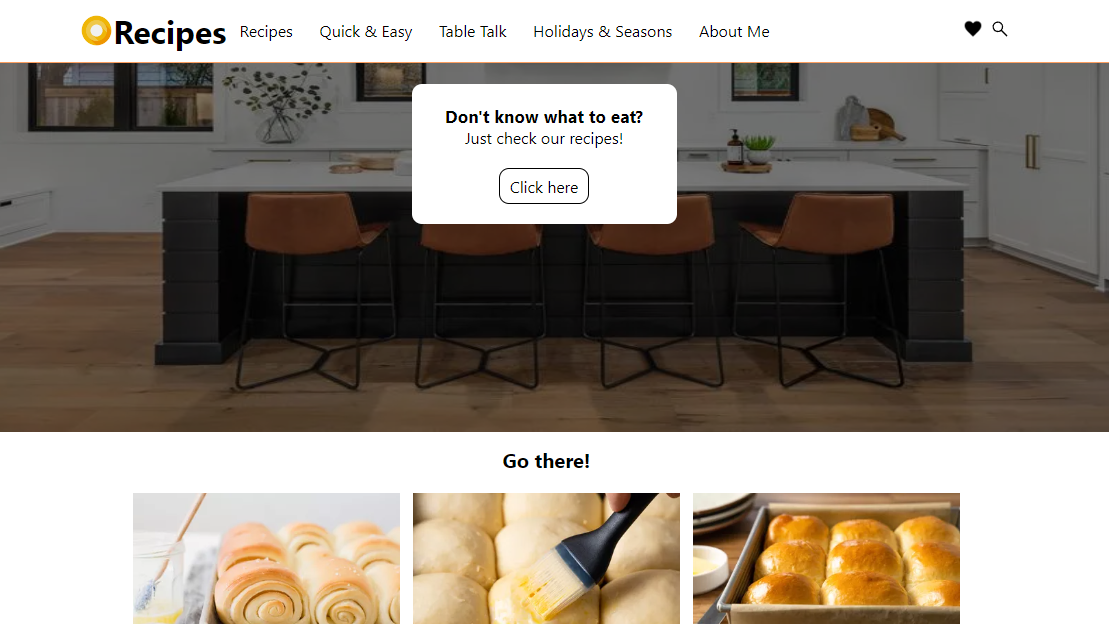 Recipes
Recipes Quick & Easy Table Talk Holidays & Seasons About Me
Don't know what to eat?
Just check our recipes!
Click here
Go there!